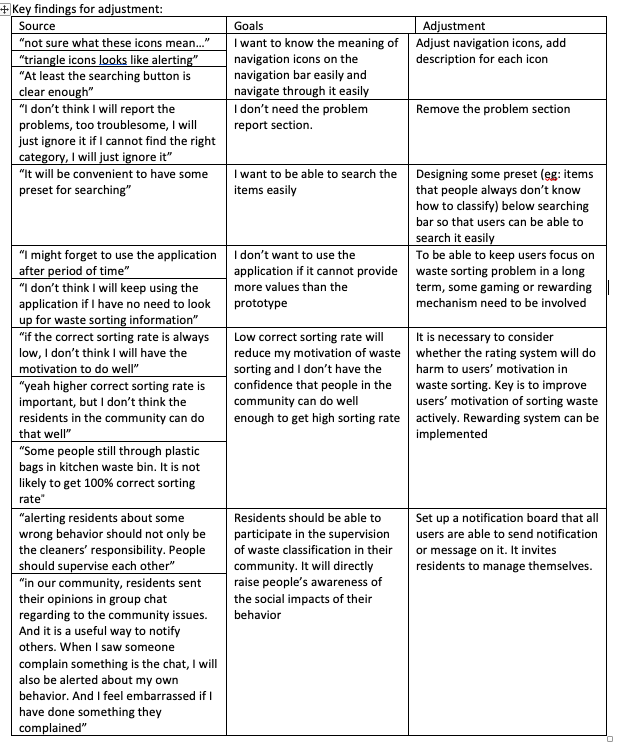 Key findings for adjustment:
Source
Goals
Adjustment
“not sure what these icons mean...”
“triangle icons looks like alerting”
“At least the searching button is
clear enough”
I want to know the meaning of
navigation icons on the
navigation bar easily and
navigate through it easily
Adjust navigation icons, add
description for each icon
“I don’t think I will report the
problems, too troublesome, I will
just ignore it if I cannot find the right
category, I will just ignore it”
I don’t need the problem
report section.
Remove the problem section
“It will be convenient to have some
preset for searching”
I want to be able to search the
items easily
Designing some preset (eg: items
that people always don’t know
how to classify) below searching
bar so that users can be able to
search it easily
“I might forget to use the application
after period of time”
“I don’t think I will keep using the
application if I have no need to look
up for waste sorting information”
I don’t want to use the
application if it cannot provide
more values than the
prototype
To be able to keep users focus on
waste sorting problem in a long
term, some gaming or rewarding
mechanism need to be involved
“if the correct sorting rate is always
low, I don’t think I will have the
motivation to do well”
“yeah higher correct sorting rate is
important, but I don’t think the
residents in the community can do
that well”
“Some people still through plastic
bags in kitchen waste bin. It is not
likely to get 100% correct sorting
rate”
Low correct sorting rate will
reduce my motivation of waste
sorting and I don’t have the
confidence that people in the
community can do well
enough to get high sorting rate
It is necessary to consider
whether the rating system will do
harm to users’ motivation in
waste sorting. Key is to improve
users’ motivation of sorting waste
actively. Rewarding system can be
implemented
“alerting residents about some
wrong behavior should not only be
the cleaners’ responsibility. People
should supervise each other”
“in our community, residents sent
their opinions in group chat
regarding to the community issues.
And it is a useful way to notify
others. When I saw someone
complain something is the chat, I will
also be alerted about my own
behavior. And I feel embarrassed if I
have done something they
complained”
Residents should be able to
participate in the supervision
of waste classification in their
community. It will directly
raise people’s awareness of
the social impacts of their
behavior
Set up a notification board that all
users are able to send notification
or message on it. It invites
residents to manage themselves.